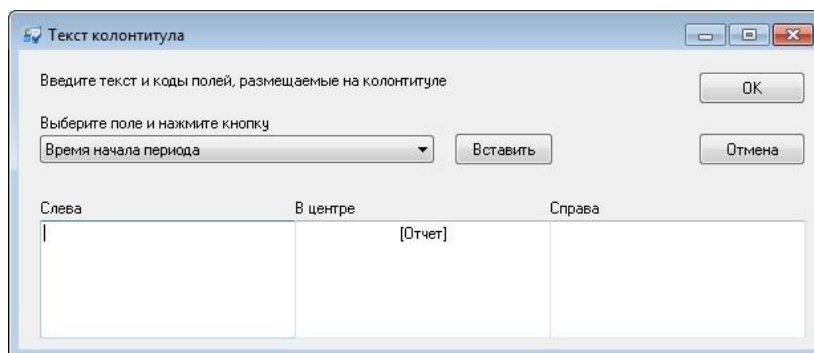 Текст колонтитула
Введите текст и коды полей, размещаемые на колонтитуле
OK
Выберите поле и нажмите кнопку
Время начала периода
Вставить
Отмена
Слева
В центре
Справа
[Отчет]